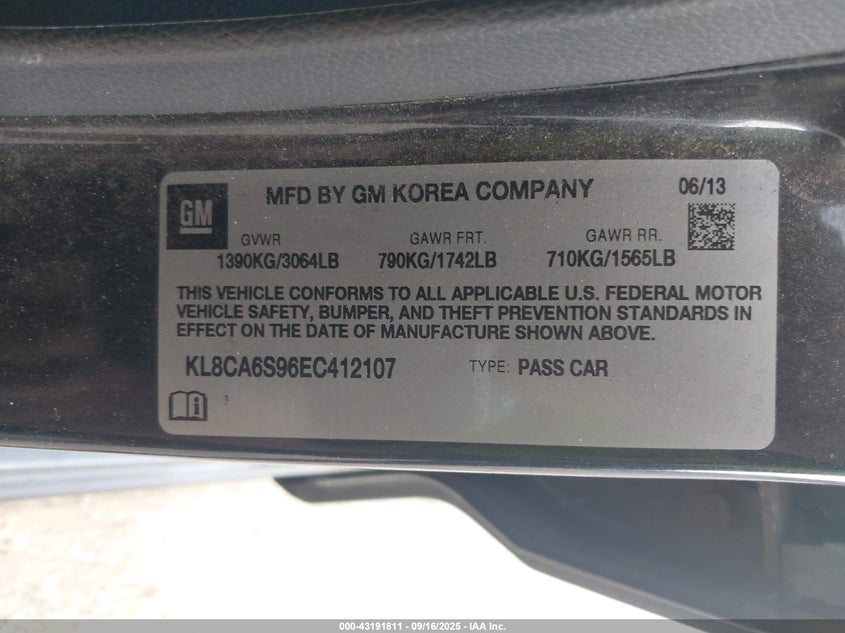 GM
MFD BY GM KOREA COMPANY
06/13
GVWR GAWR FRT. GAWR RR.
1390KG/3064LB 790KG/1742LB 710KG/1565LB
THIS VEHICLE CONFORMS TO ALL APPLICABLE U.S. FEDERAL MOTOR
VEHICLE SAFETY, BUMPER, AND THEFT PREVENTION STANDARDS IN
EFFECT ON THE DATE OF MANUFACTURE SHOWN ABOVE.
KL8CA6S96EC412107 TYPE: PASS CAR
000-43191811 - 09/16/2025 - IAA Inc.